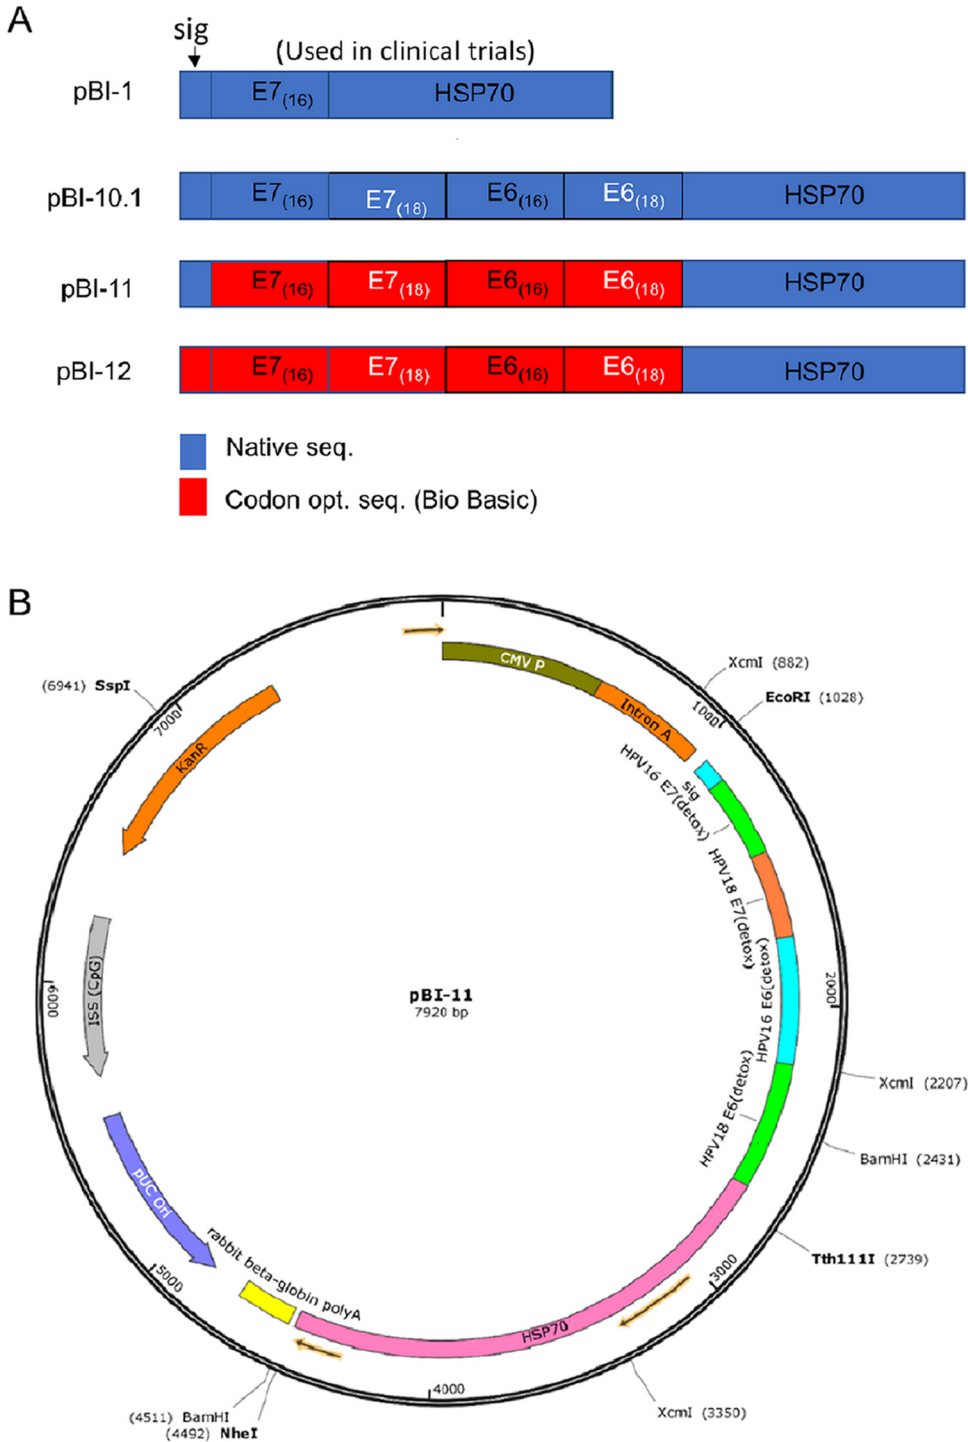 A
sig
(Used in clinical trials)
pBI-1
E7(16)
HSP70
pBI-10.1
E7(16)
E7(18)
E6(16)
E6(18)
HSP70
pBI-11
E7(16)
E7(18)
E6(16)
E6(18)
HSP70
pBI-12
E7(16)
E7(18)
E6(16)
E6(18)
HSP70
Native seq.
Codon opt. seq. (Bio Basic)
B
CMV P
Intron A
XcmI (882)
EcoRI (1028)
1000
sig
HPV16 E7(detox)
HPV18 E7(detox)
HPV16 E6(detox)
HPV18 E6(detox)
2000
XcmI (2207)
BamHI (2431)
Tth111I (2739)
3000
XcmI (3350)
HSP70
4000
(4492) NheI
(4511) BamHI
rabbit beta-globin polyA
5000
pUC Ori
6000
ISS (CpG)
KanR
7000
(6941) SspI
pBI-11
7920 bp